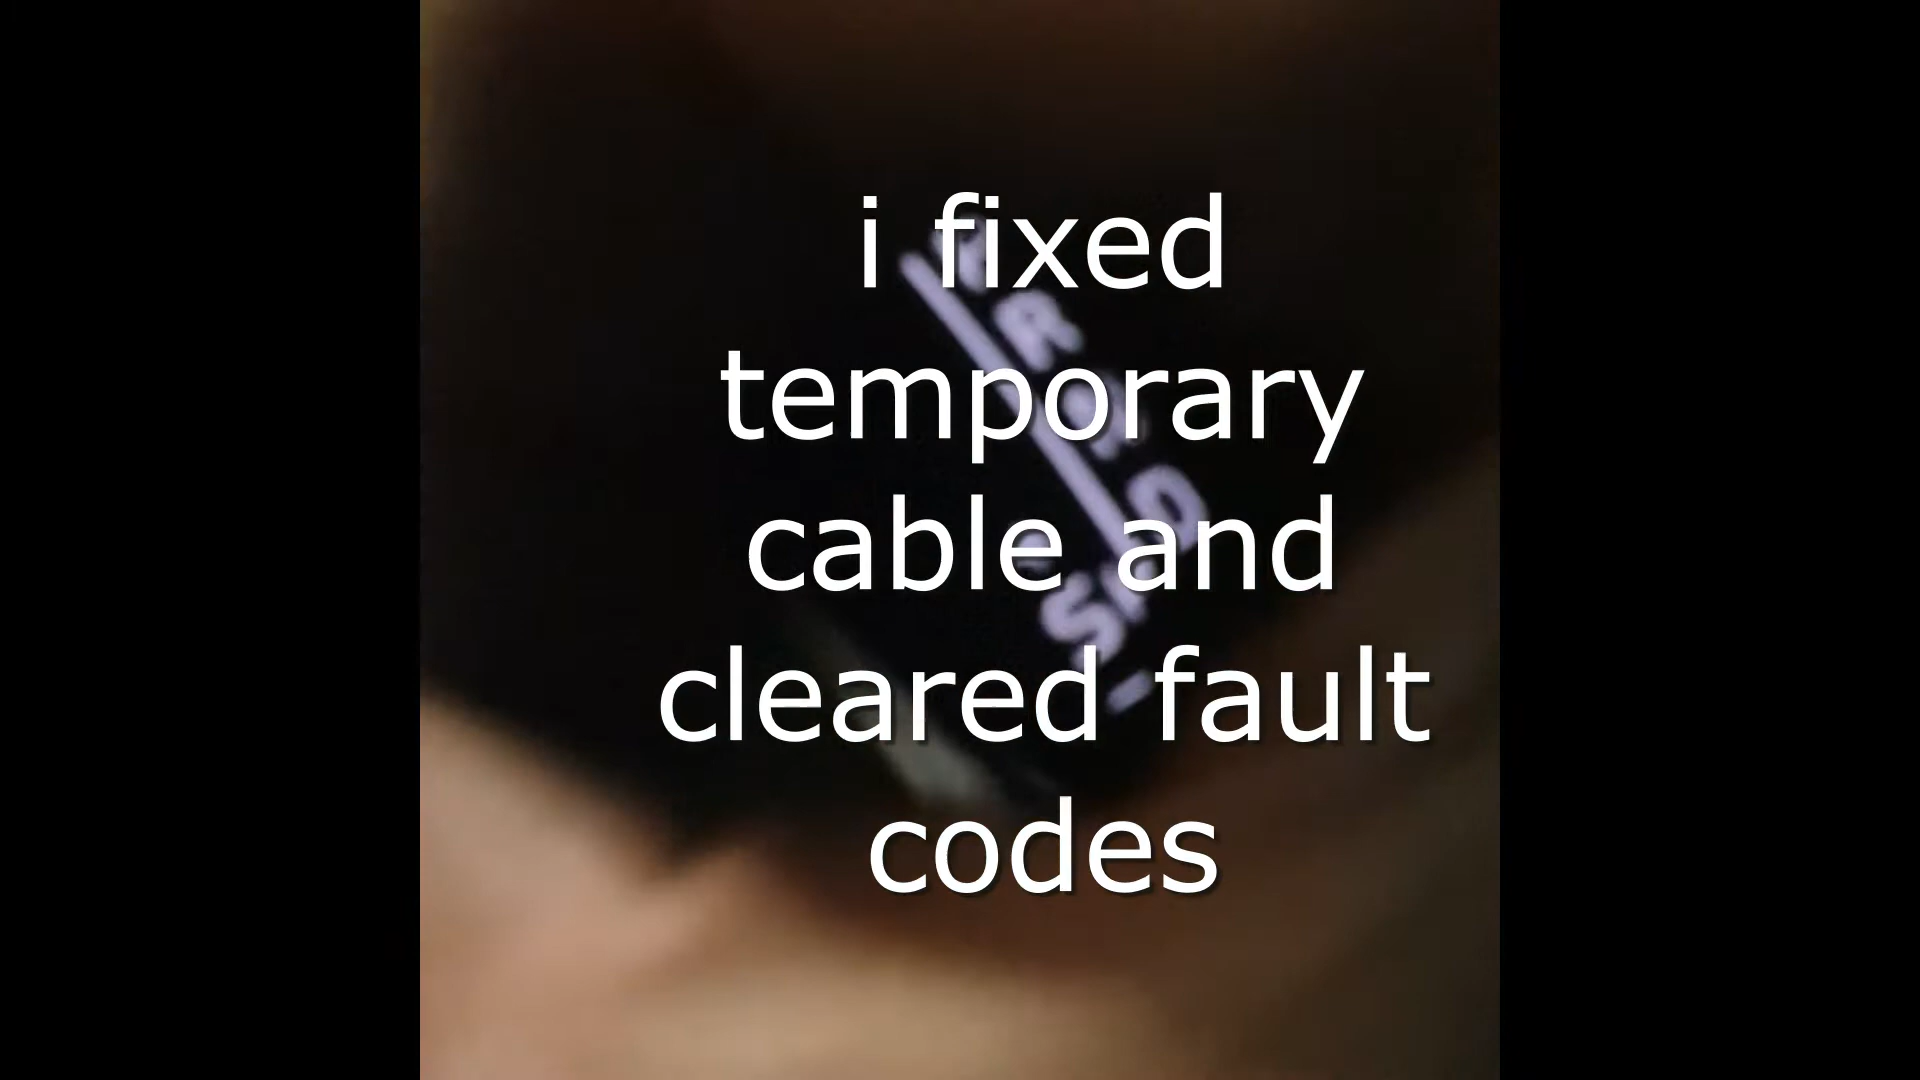 i fixed
temporary
cable and
cleared fault
codes